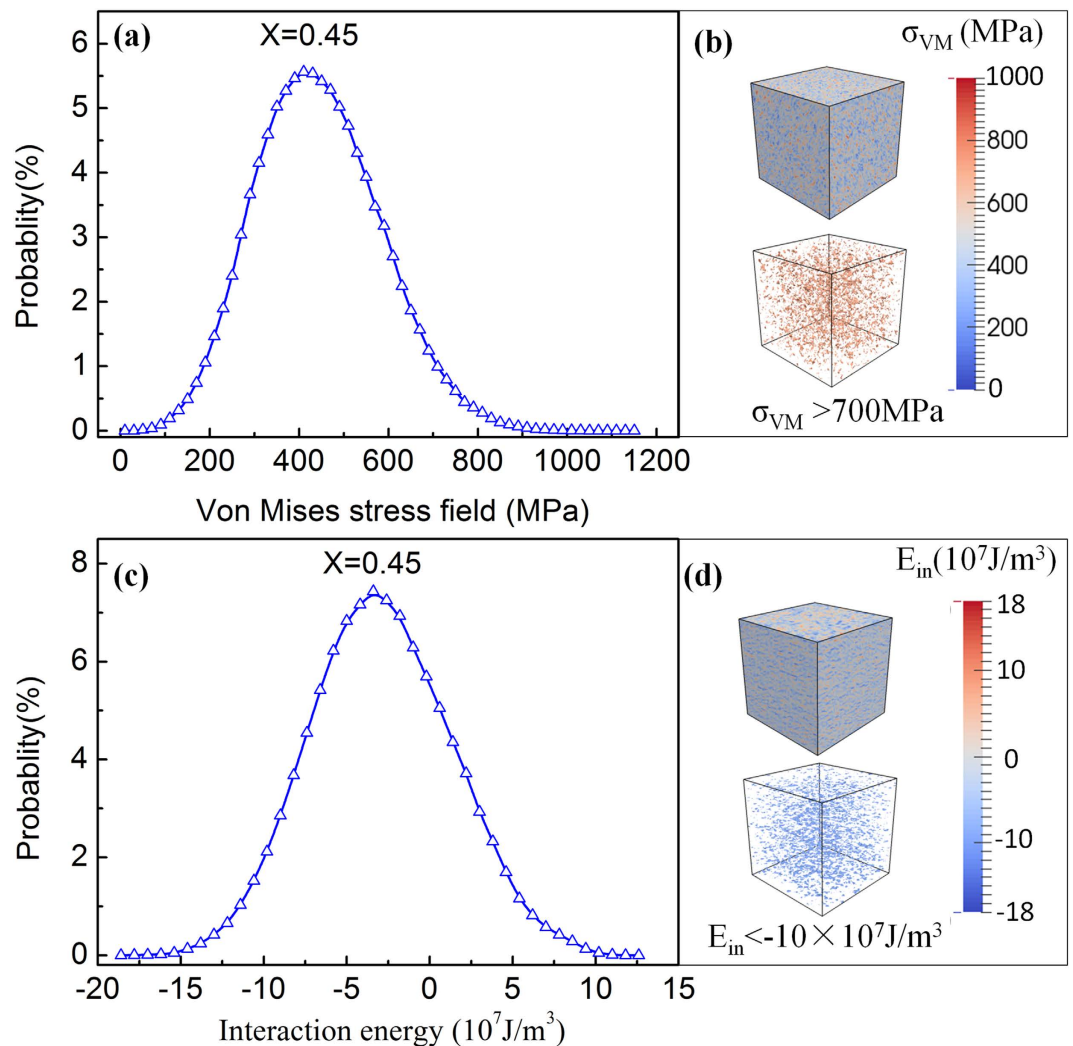 (a)
X=0.45
6
5
4
3
2
1
0
Probablity(%)
0 200 400 600 800 1000 1200
Von Mises stress field (MPa)
(b)
σVM (MPa)
1000
800
600
400
200
0
σVM >700MPa
(c)
X=0.45
8
6
4
2
0
Probablity(%)
-20 -15 -10 -5 0 5 10 15
Interaction energy (10⁷J/m³)
(d)
Ein(10⁷J/m³)
18
10
0
-10
-18
Ein<-10×10⁷J/m³